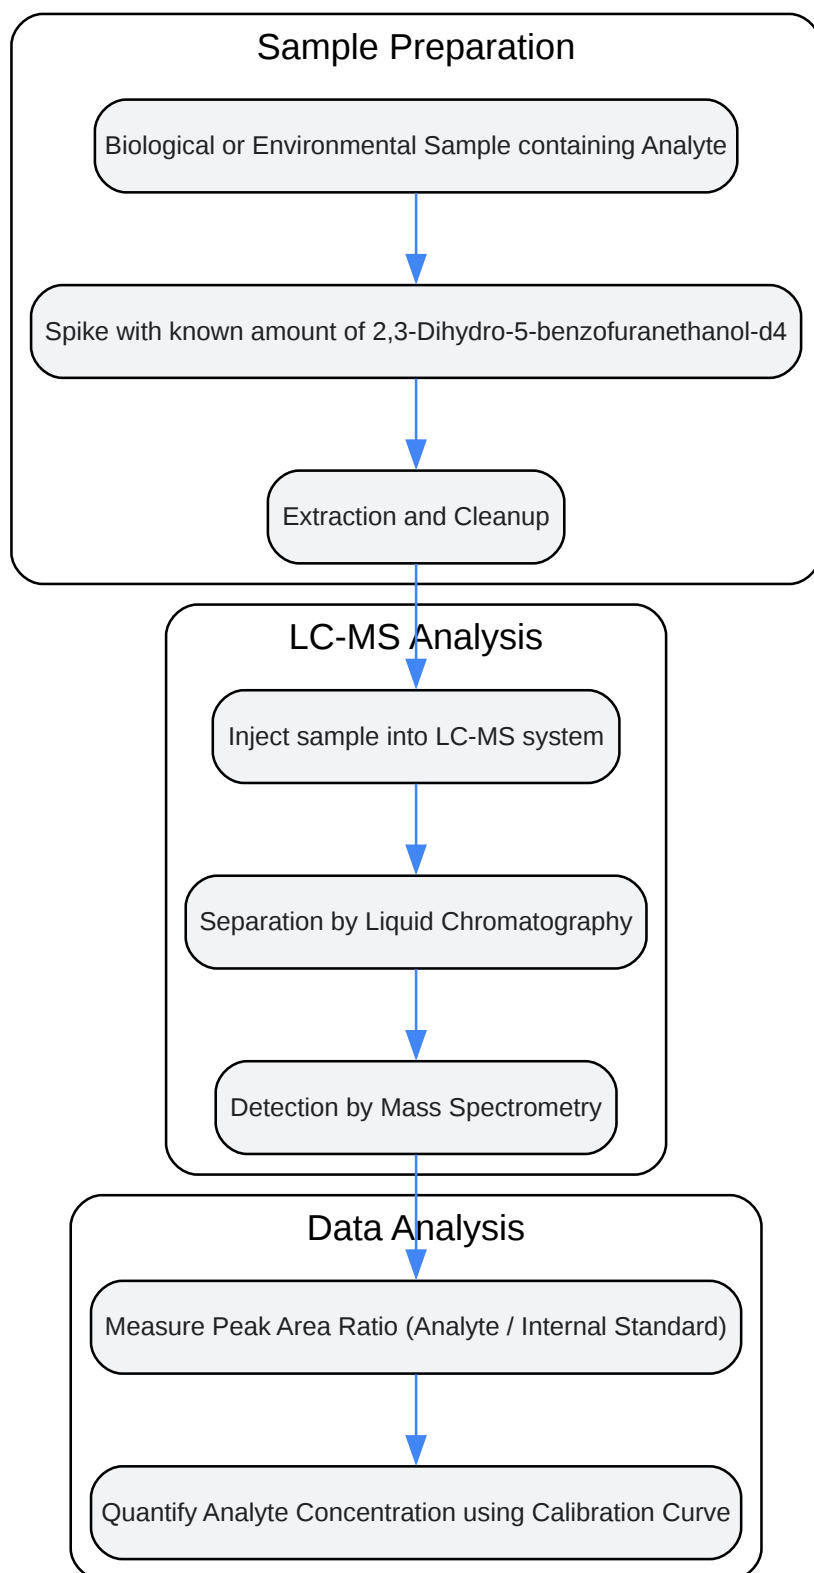 Sample Preparation
Biological or Environmental Sample containing Analyte
Spike with known amount of 2,3-Dihydro-5-benzofuranethanol-d4
Extraction and Cleanup
LC-MS Analysis
Inject sample into LC-MS system
Separation by Liquid Chromatography
Detection by Mass Spectrometry
Data Analysis
Measure Peak Area Ratio (Analyte / Internal Standard)
Quantify Analyte Concentration using Calibration Curve